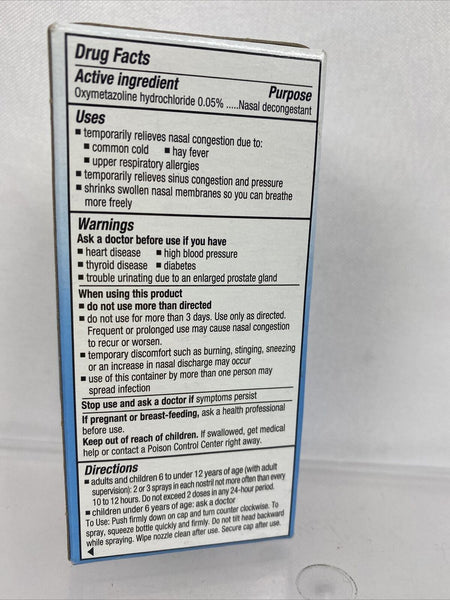 Drug Facts
Active ingredient Purpose
Oxymetazoline hydrochloride 0.05% .....Nasal decongestant
Uses
▪ temporarily relieves nasal congestion due to:
▪ common cold ▪ hay fever
▪ upper respiratory allergies
▪ temporarily relieves sinus congestion and pressure
▪ shrinks swollen nasal membranes so you can breathe
more freely
Warnings
Ask a doctor before use if you have
▪ heart disease ▪ high blood pressure
▪ thyroid disease ▪ diabetes
▪ trouble urinating due to an enlarged prostate gland
When using this product
▪ do not use more than directed
▪ do not use for more than 3 days. Use only as directed.
Frequent or prolonged use may cause nasal congestion
to recur or worsen.
▪ temporary discomfort such as burning, stinging, sneezing
or an increase in nasal discharge may occur
▪ use of this container by more than one person may
spread infection
Stop use and ask a doctor if symptoms persist
If pregnant or breast-feeding, ask a health professional
before use.
Keep out of reach of children. If swallowed, get medical
help or contact a Poison Control Center right away.
Directions
▪ adults and children 6 to under 12 years of age (with adult
supervision): 2 or 3 sprays in each nostril not more often than every
10 to 12 hours. Do not exceed 2 doses in any 24-hour period.
▪ children under 6 years of age: ask a doctor
To Use: Push firmly down on cap and turn counter clockwise. To
spray, squeeze bottle quickly and firmly. Do not tilt head backward
while spraying. Wipe nozzle clean after use. Secure cap after use.